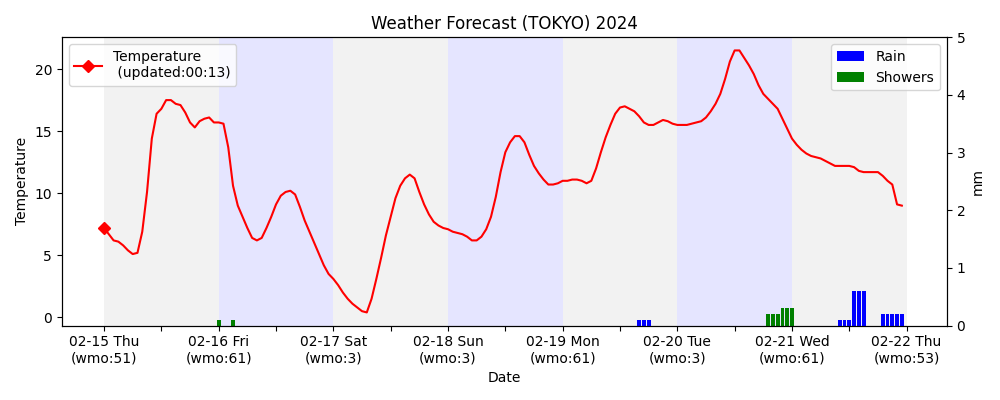 Weather Forecast (TOKYO) 2024
Temperature
(updated:00:13)
Rain
Showers
Temperature
20
15
10
5
0
5
4
3
2
1
0
mm
02-15 Thu
(wmo:51)
02-16 Fri
(wmo:61)
02-17 Sat
(wmo:3)
02-18 Sun
(wmo:3)
02-19 Mon
(wmo:61)
02-20 Tue
(wmo:3)
02-21 Wed
(wmo:61)
02-22 Thu
(wmo:53)
Date